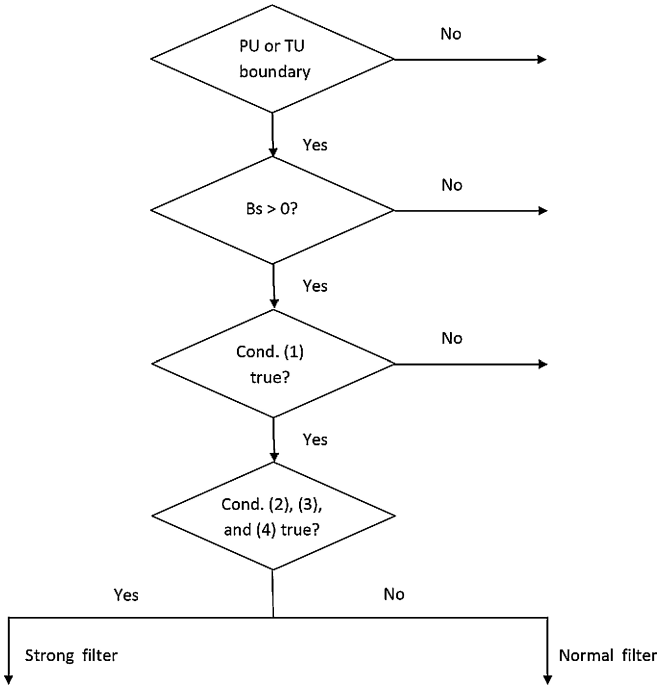 PU or TU
boundary
No
Yes
Bs > 0?
No
Yes
Cond. (1)
true?
No
Yes
Cond. (2), (3),
and (4) true?
Yes
No
Strong filter
Normal filter